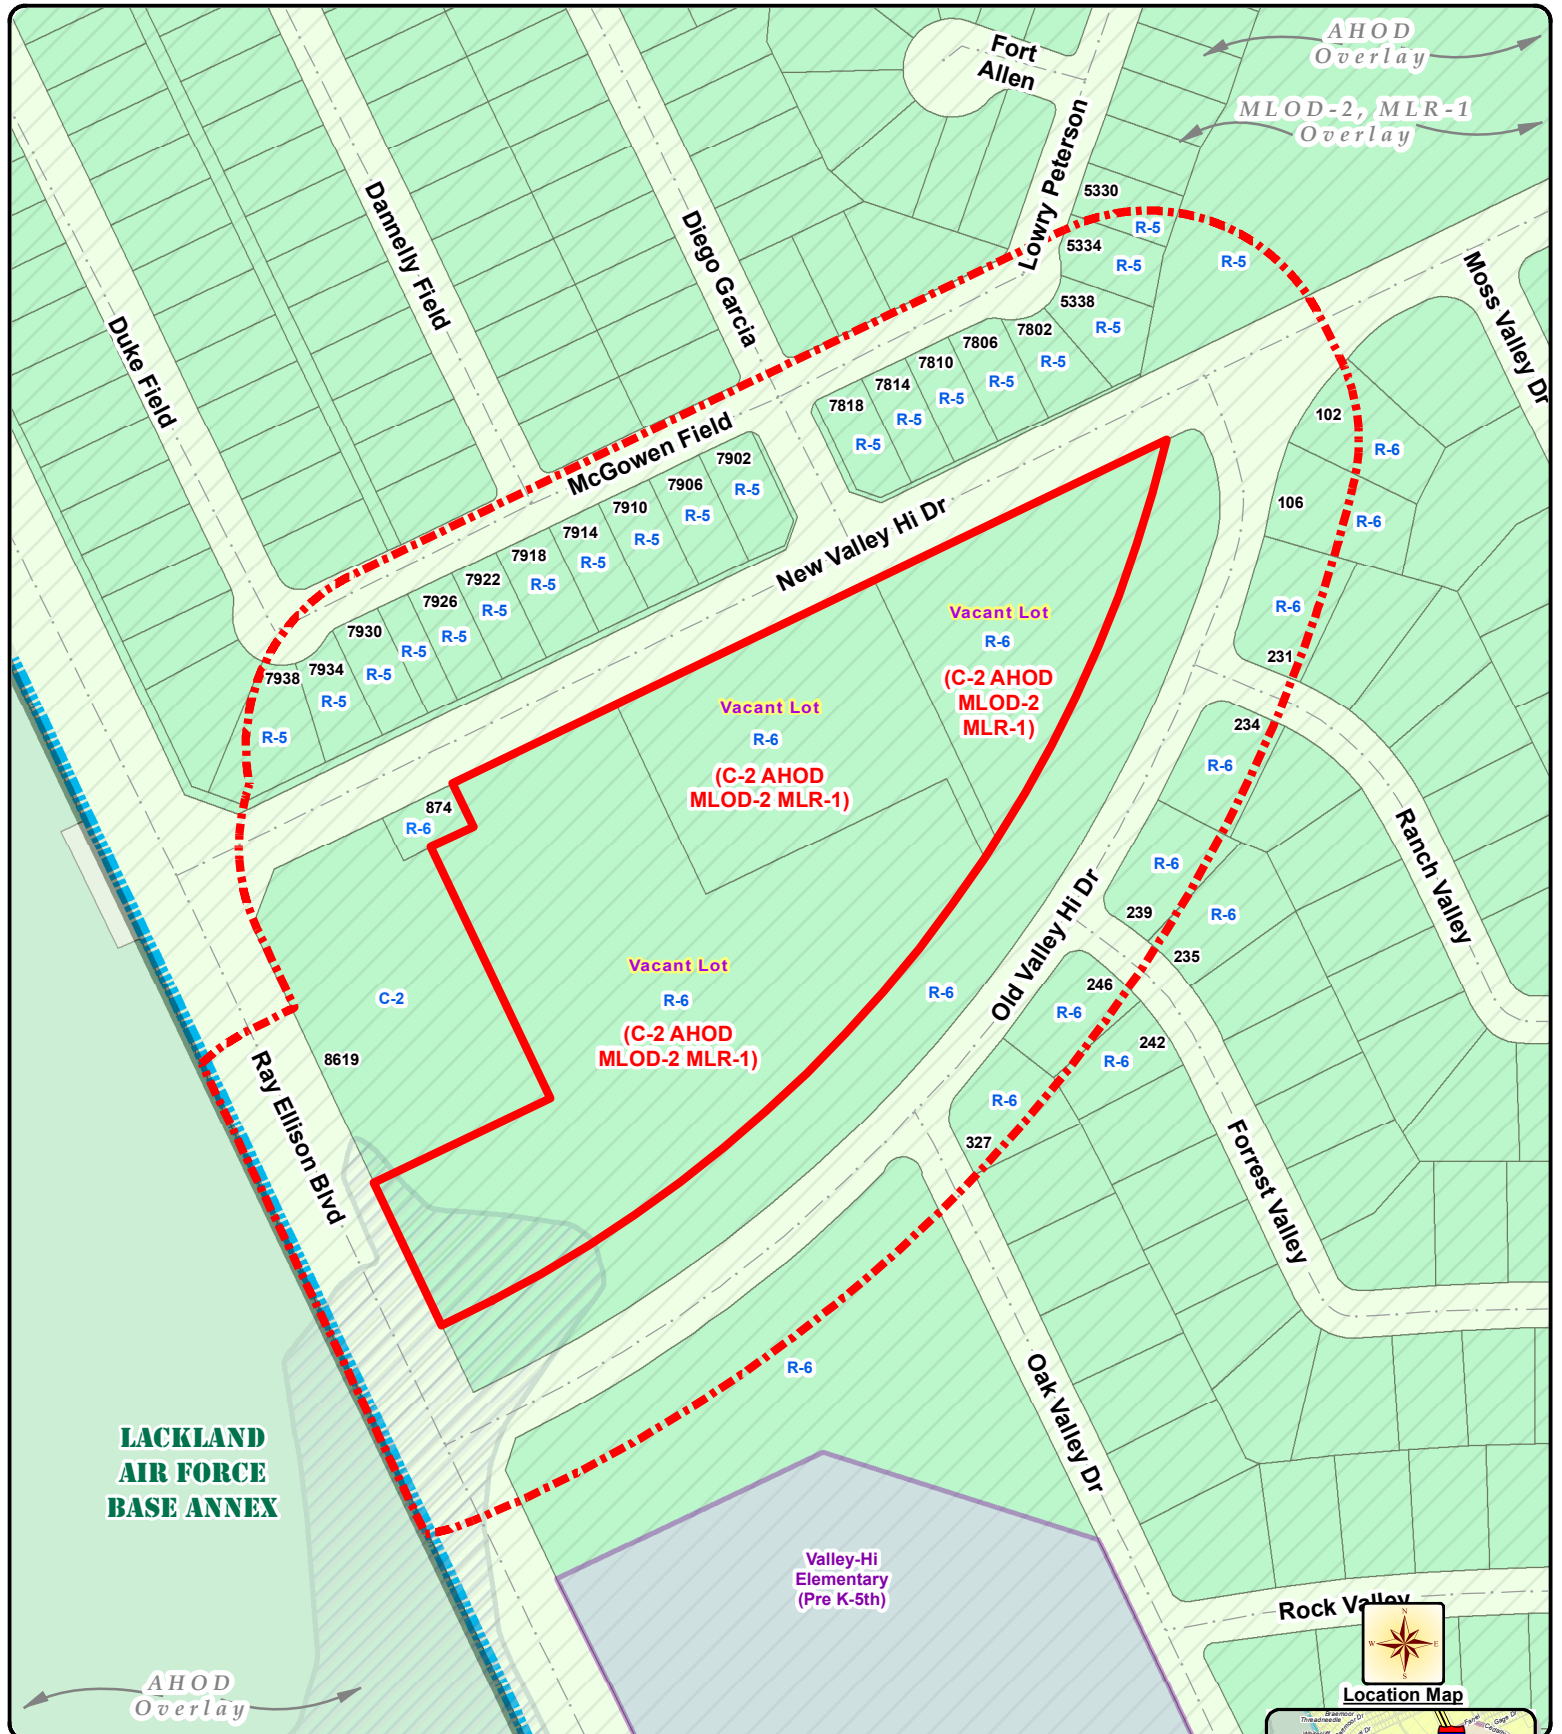 AHOD
Overlay
MLOD-2, MLR-1
Overlay
Fort
Allen
Lowry Peterson
Dannelly Field
Diego Garcia
Duke Field
Moss Valley Dr
5330
R-5
5334
R-5
R-5
5338
R-5
7802
R-5
7806
R-5
7810
R-5
7814
R-5
7818
R-5
McGowen Field
7902
R-5
7906
R-5
7910
R-5
7914
R-5
7918
R-5
7922
R-5
7926
R-5
7930
R-5
7934
R-5
7938
R-5
R-5
New Valley Hi Dr
102
R-6
106
R-6
R-6
231
234
R-6
Vacant Lot
R-6
(C-2 AHOD
MLOD-2
MLR-1)
Vacant Lot
R-6
(C-2 AHOD
MLOD-2 MLR-1)
874
R-6
Ranch Valley
R-6
239
R-6
235
Old Valley Hi Dr
Vacant Lot
R-6
(C-2 AHOD
MLOD-2 MLR-1)
R-6
C-2
8619
246
R-6
242
R-6
R-6
327
Ray Ellison Blvd
Forrest Valley
R-6
Oak Valley Dr
LACKLAND
AIR FORCE
BASE ANNEX
Valley-Hi
Elementary
(Pre K-5th)
Rock Valley
N
W
E
S
AHOD
Overlay
Location Map
Braemoor
Threadneedle
Gage Dr